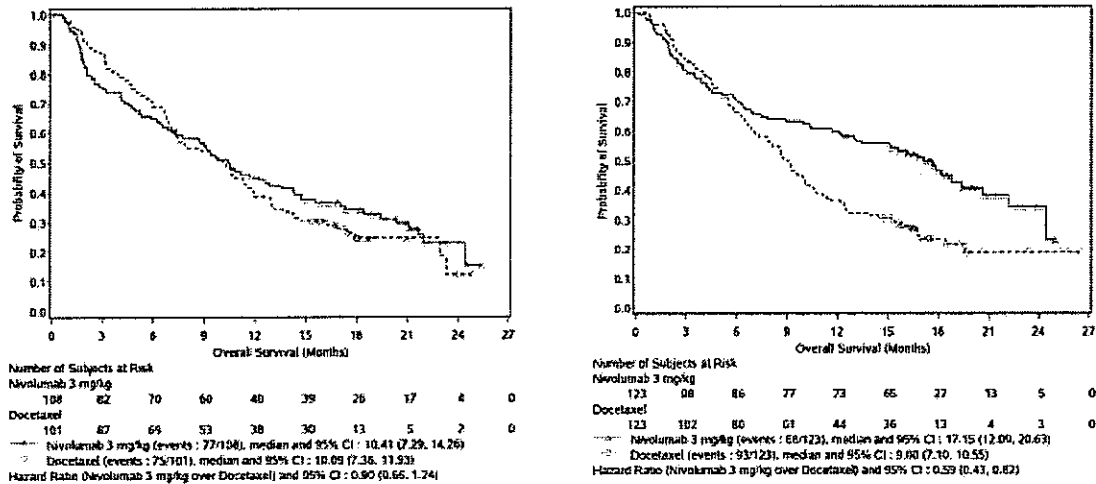 1.0
0.9
0.8
0.7
0.6
0.5
0.4
0.3
0.2
0.1
0.0
Probability of Survival
0 3 6 9 12 15 18 21 24 27
Overall Survival (Months)
Number of Subjects at Risk
Nivolumab 3 mg/kg
108 82 70 60 48 39 26 17 4 0
Docetaxel
101 87 69 53 38 30 13 5 2 0
Nivolumab 3 mg/kg (events : 77/108), median and 95% CI : 10.41 (7.29, 14.26)
Docetaxel (events : 75/101), median and 95% CI : 10.09 (7.36, 11.93)
Hazard Ratio (Nivolumab 3 mg/kg over Docetaxel) and 95% CI : 0.90 (0.66, 1.24)
1.0
0.9
0.8
0.7
0.6
0.5
0.4
0.3
0.2
0.1
0.0
Probability of Survival
0 3 6 9 12 15 18 21 24 27
Overall Survival (Months)
Number of Subjects at Risk
Nivolumab 3 mg/kg
123 98 86 77 73 65 27 13 5 0
Docetaxel
123 102 80 61 44 36 13 4 3 0
Nivolumab 3 mg/kg (events : 68/123), median and 95% CI : 17.15 (12.09, 20.63)
Docetaxel (events : 93/123), median and 95% CI : 9.00 (7.10, 10.55)
Hazard Ratio (Nivolumab 3 mg/kg over Docetaxel) and 95% CI : 0.59 (0.43, 0.82)